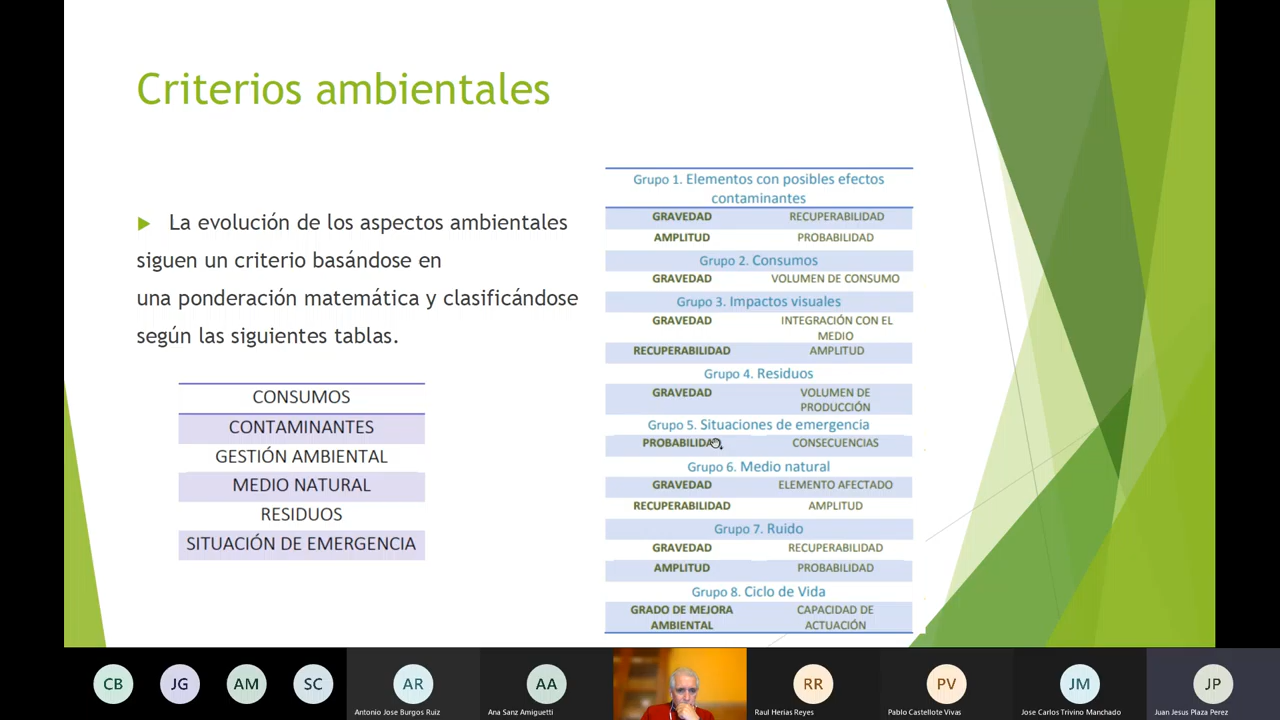 Criterios ambientales
La evolución de los aspectos ambientales
siguen un criterio basándose en
una ponderación matemática y clasificándose
según las siguientes tablas.
CONSUMOS
CONTAMINANTES
GESTIÓN AMBIENTAL
MEDIO NATURAL
RESIDUOS
SITUACIÓN DE EMERGENCIA
Grupo 1. Elementos con posibles efectos
contaminantes
GRAVEDAD RECUPERABILIDAD
AMPLITUD PROBABILIDAD
Grupo 2. Consumos
GRAVEDAD VOLUMEN DE CONSUMO
Grupo 3. Impactos visuales
GRAVEDAD INTEGRACIÓN CON EL
MEDIO
RECUPERABILIDAD AMPLITUD
Grupo 4. Residuos
GRAVEDAD VOLUMEN DE
PRODUCCIÓN
Grupo 5. Situaciones de emergencia
PROBABILIDAD CONSECUENCIAS
Grupo 6. Medio natural
GRAVEDAD ELEMENTO AFECTADO
RECUPERABILIDAD AMPLITUD
Grupo 7. Ruido
GRAVEDAD RECUPERABILIDAD
AMPLITUD PROBABILIDAD
Grupo 8. Ciclo de Vida
GRADO DE MEJORA CAPACIDAD DE
AMBIENTAL ACTUACIÓN
CB JG AM SC AR AA RR PV JM JP
Antonio Jose Burgos Ruiz Ana Sanz Amiguetti Raul Herias Reyes Pablo Castellote Vivas Jose Carlos Trivino Manchado Juan Jesus Plaza Perez